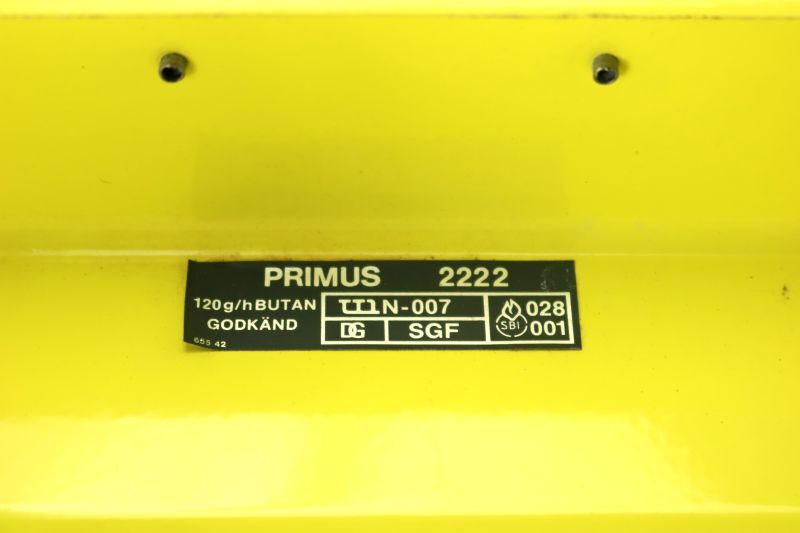 PRIMUS 2222
120g/h BUTAN
GODKÄND
N-007
DG SGF
SBI
028
001
655 42